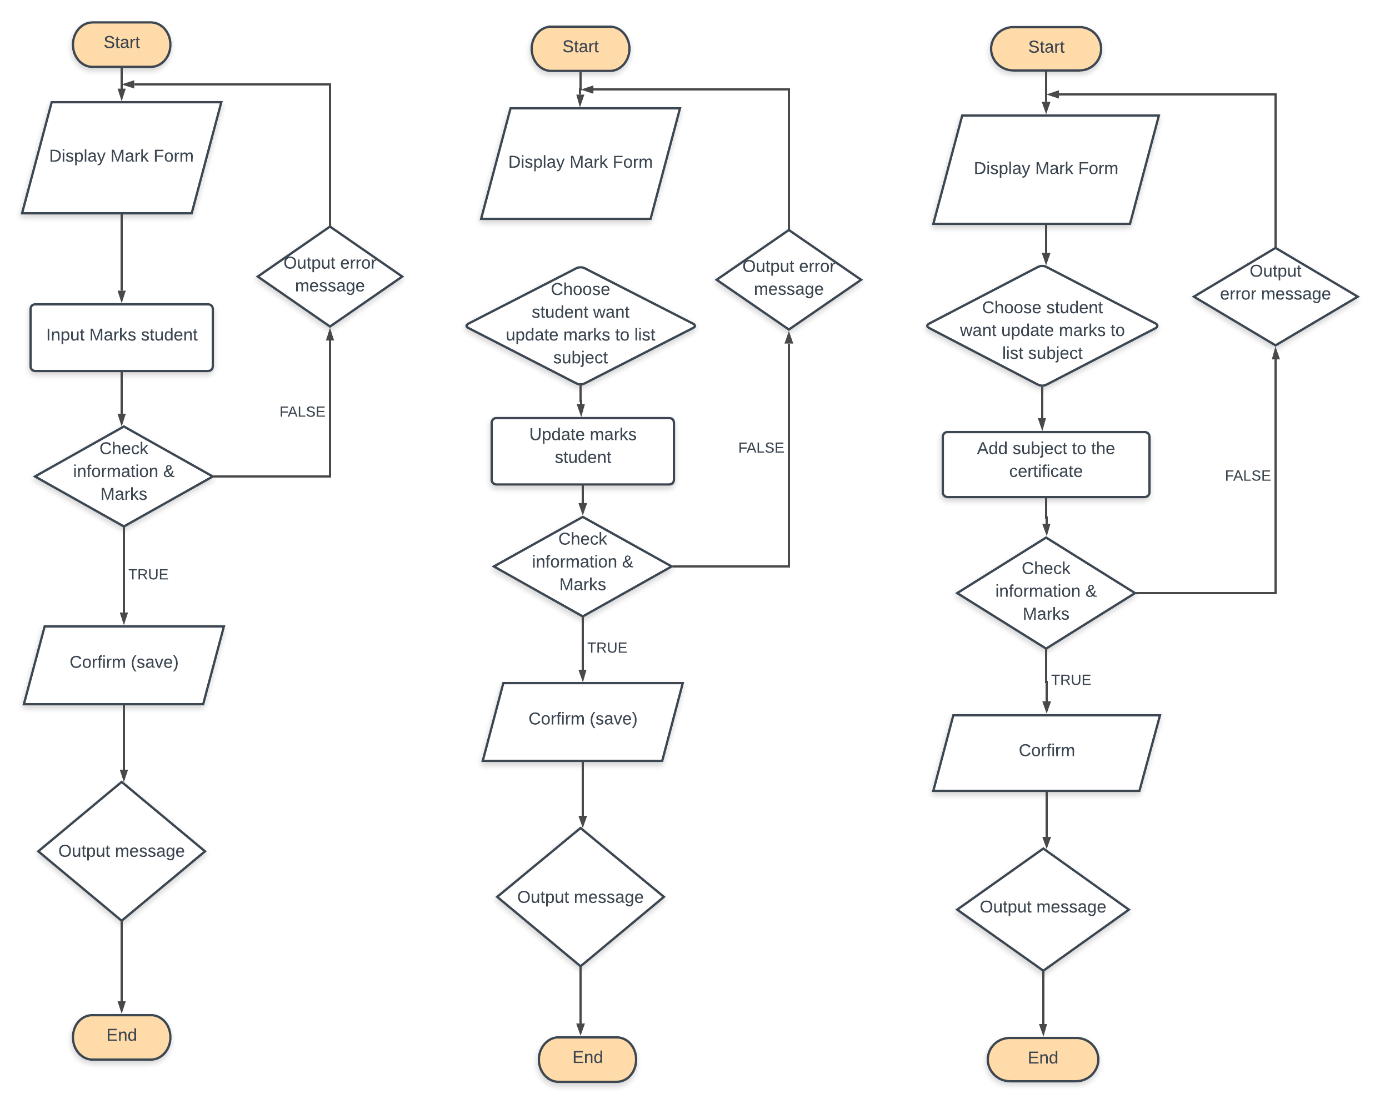 Start
Display Mark Form
Output error
message
Input Marks student
FALSE
Check
information &
Marks
TRUE
Corfirm (save)
Output message
End
Start
Display Mark Form
Output error
message
Choose
student want
update marks to list
subject
Update marks
student
FALSE
Check
information &
Marks
TRUE
Corfirm (save)
Output message
End
Start
Display Mark Form
Output
error message
Choose student
want update marks to
list subject
Add subject to the
certificate
FALSE
Check
information &
Marks
TRUE
Corfirm
Output message
End